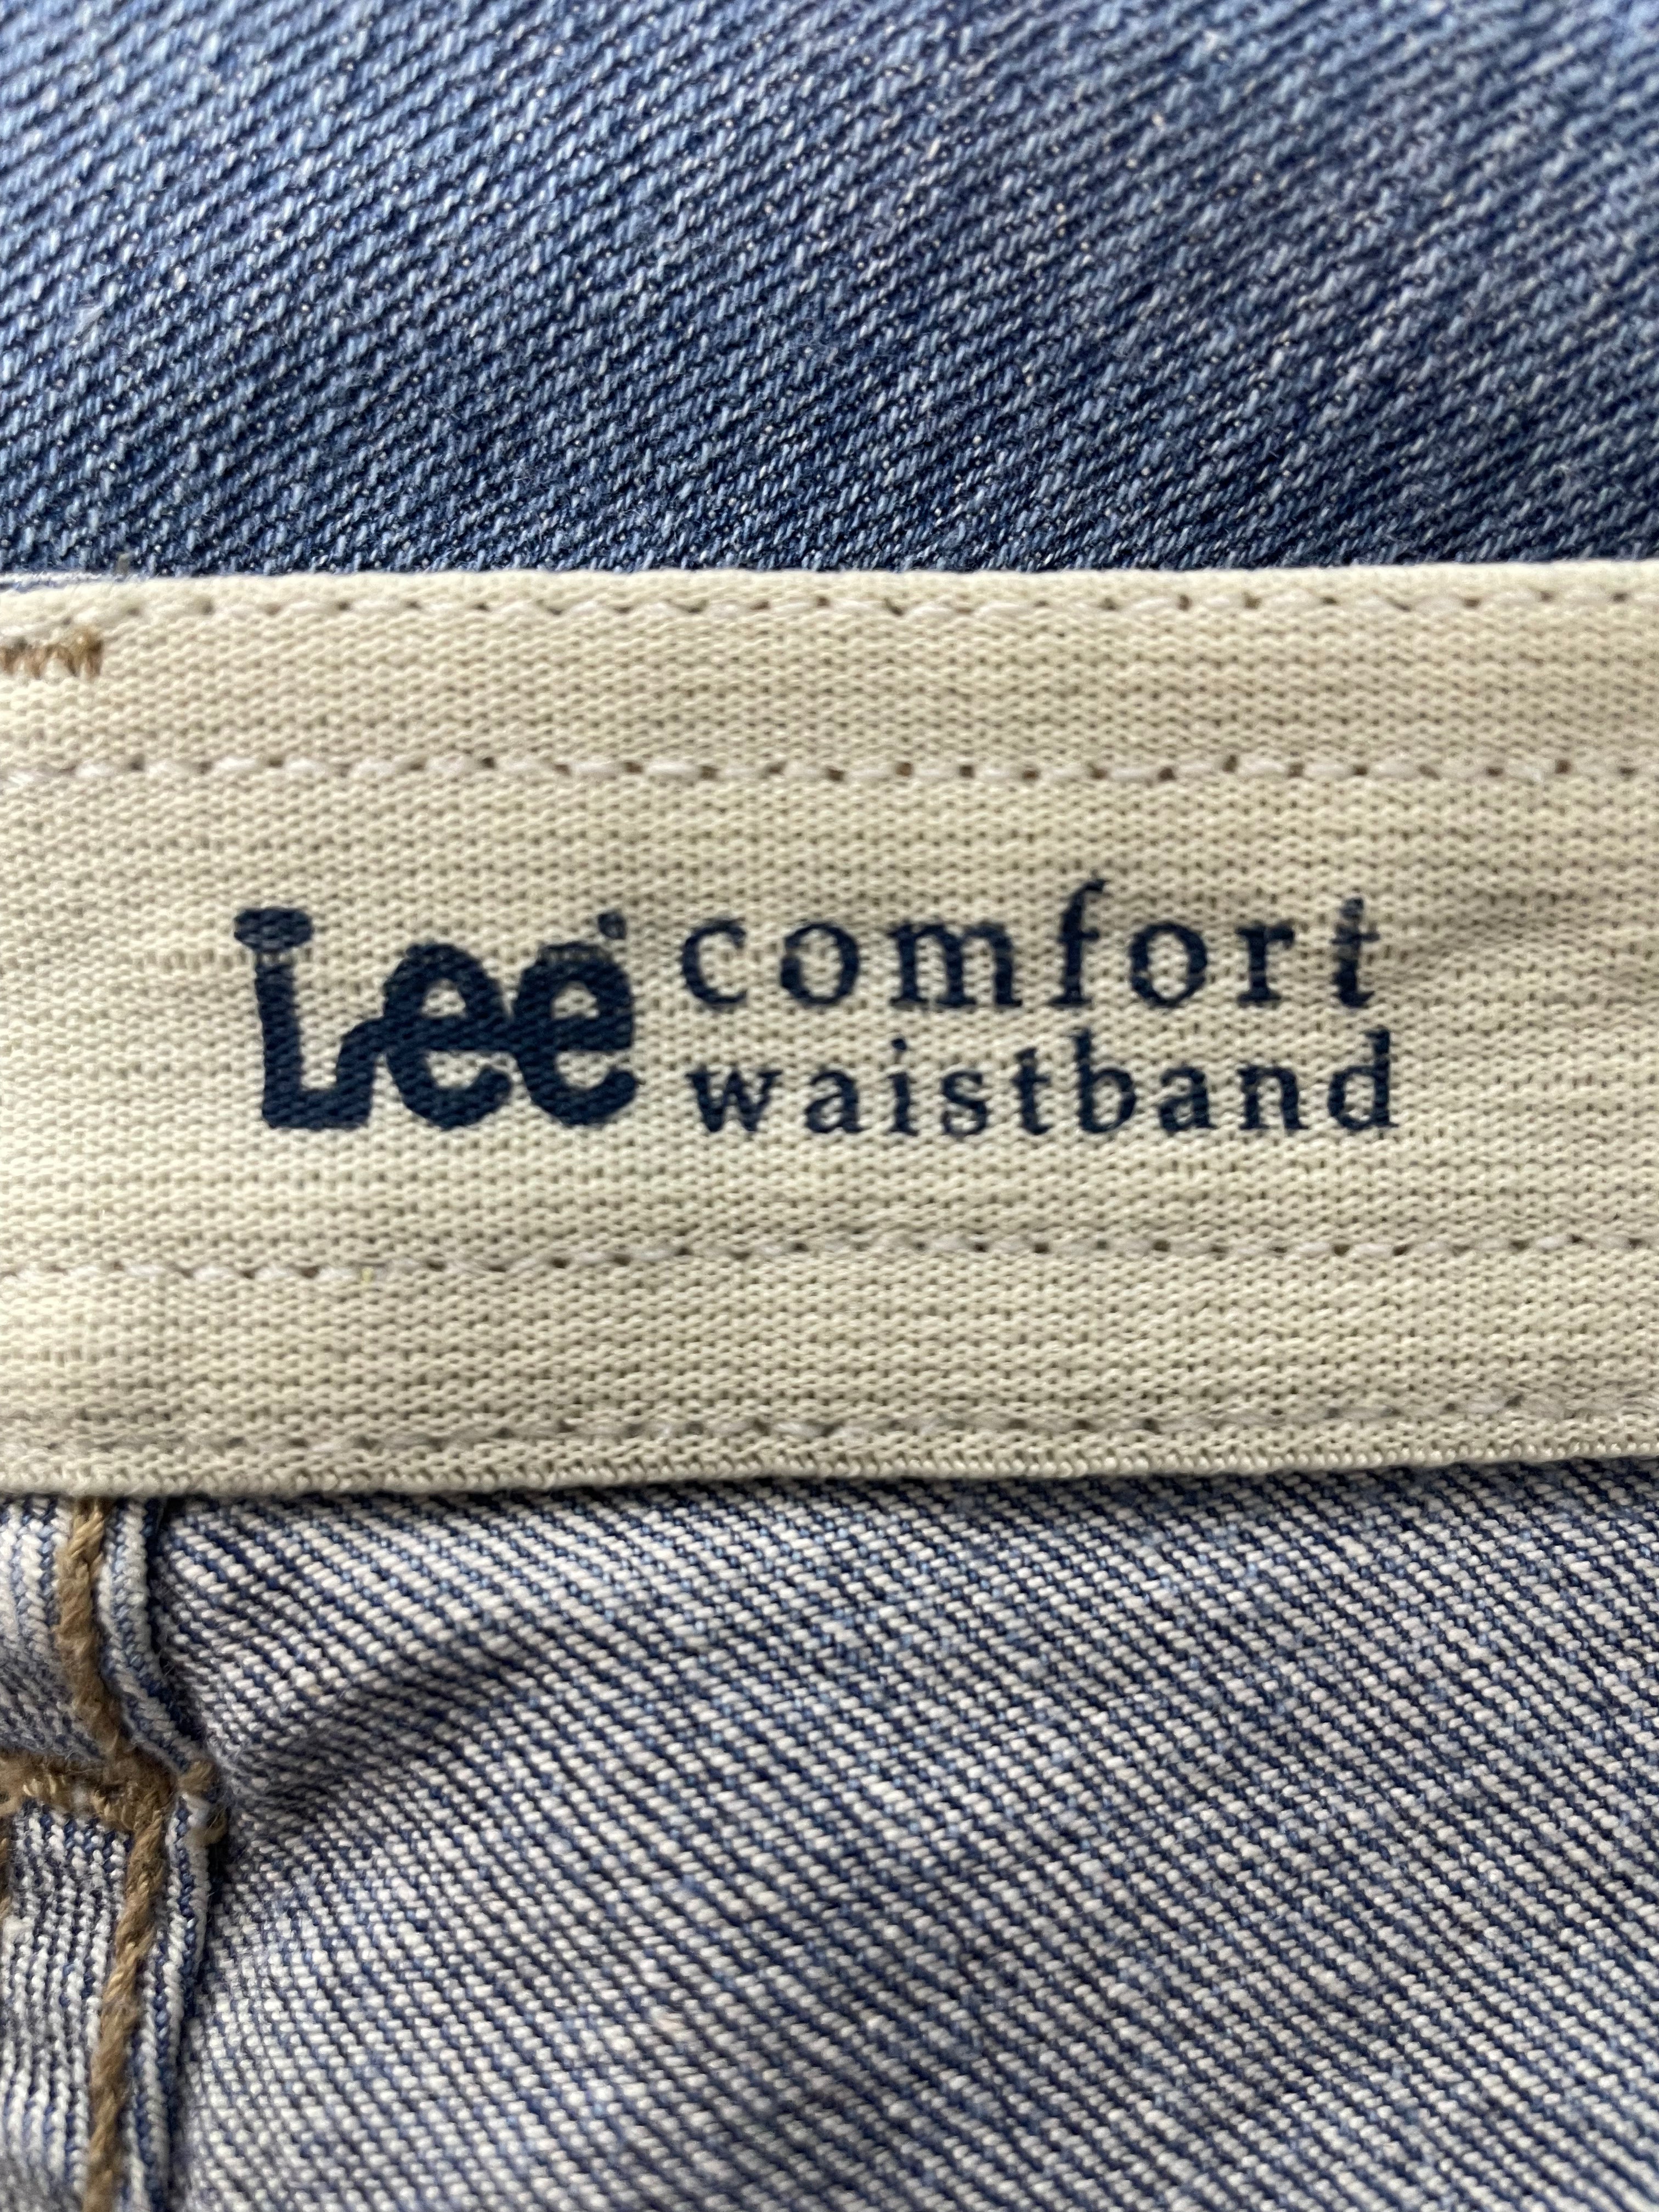 Lee comfort
waistband